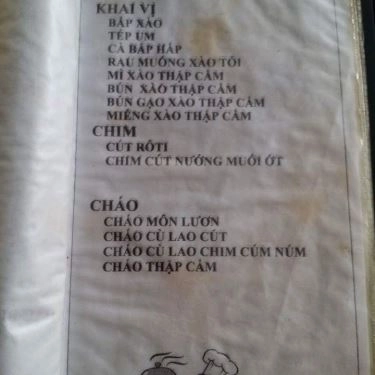 KHAI VỊ
BẮP XÀO
TÉP UM
CÀ BẮP HẤP
RAU MUỐNG XÀO TỎI
MÌ XÀO THẬP CẨM
BÚN XÀO THẬP CẨM
BÚN GẠO XÀO THẬP CẨM
MIẾNG XÀO THẬP CẨM
CHIM
CÚT RÔTI
CHIM CÚT NƯỚNG MUỐI ỚT
CHÁO
CHÁO MÔN LƯƠN
CHÁO CÙ LAO CÚT
CHÁO CÙ LAO CHIM CÚM NÚM
CHÁO THẬP CẨM